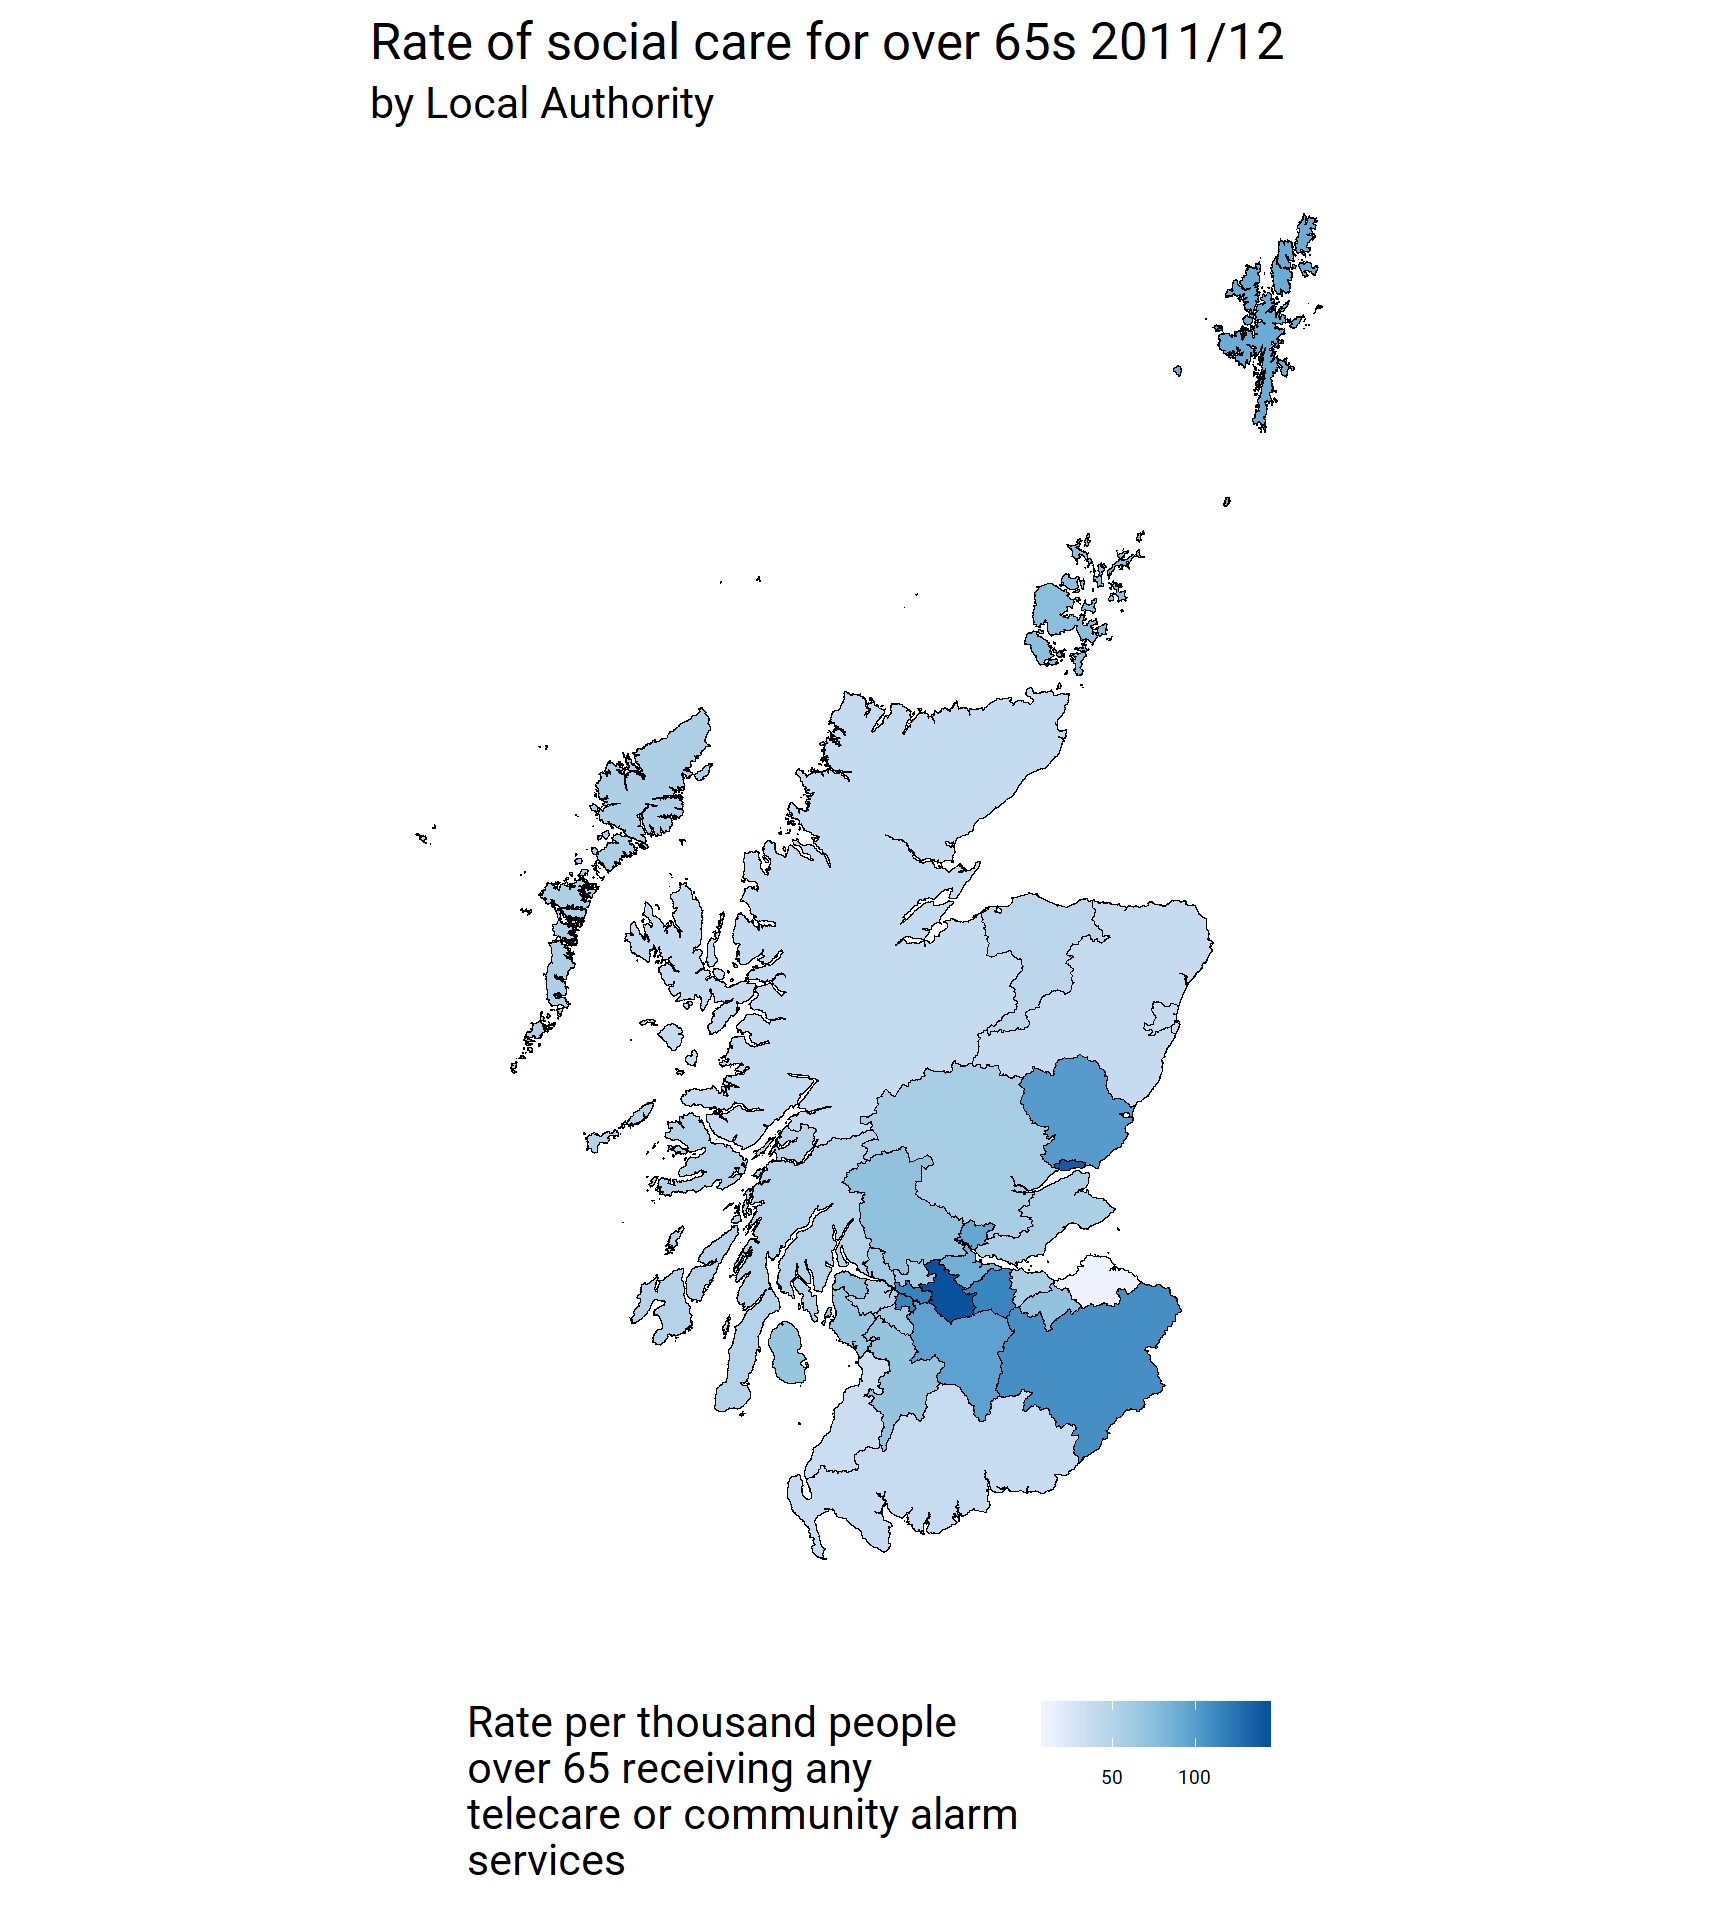 Rate of social care for over 65s 2011/12
by Local Authority
Rate per thousand people
over 65 receiving any
telecare or community alarm
services
50 100